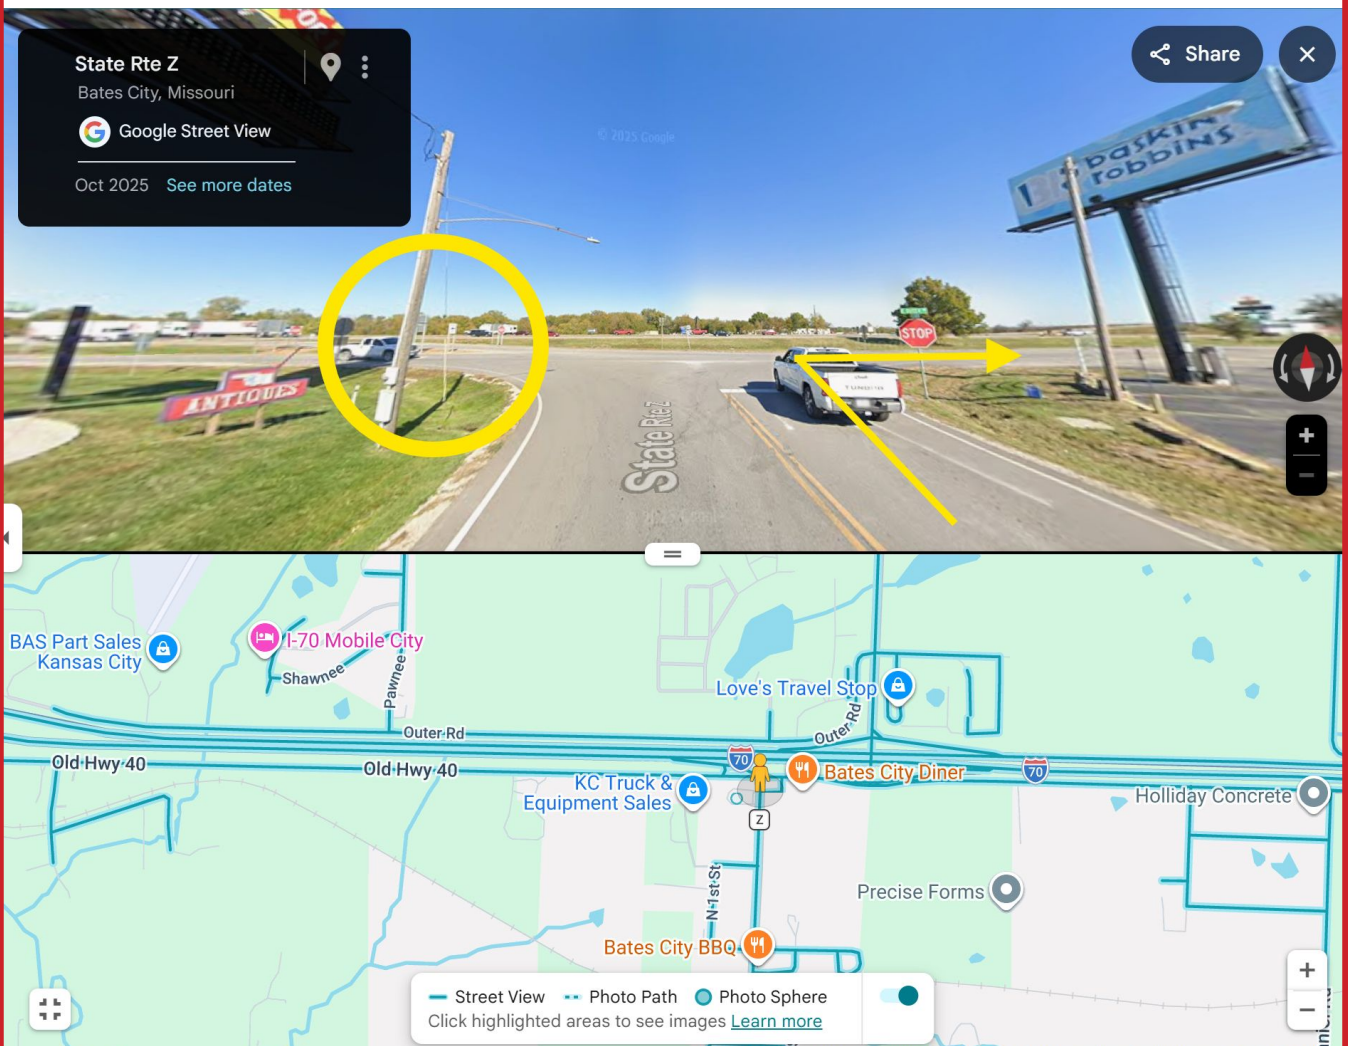 State Rte Z
Bates City, Missouri
Google Street View
Oct 2025 See more dates
Share
© 2025 Google
baskin
robbins
STOP
ANTIQUES
TUNDRA
State Rte Z
BAS Part Sales
Kansas City
I-70 Mobile City
Shawnee
Pawnee
Love's Travel Stop
Outer Rd
Outer Rd
Old Hwy 40
Old Hwy 40
70
70
Bates City Diner
KC Truck &
Equipment Sales
Holliday Concrete
Z
N 1st St
Precise Forms
Bates City BBQ
Street View Photo Path Photo Sphere
Click highlighted areas to see images Learn more